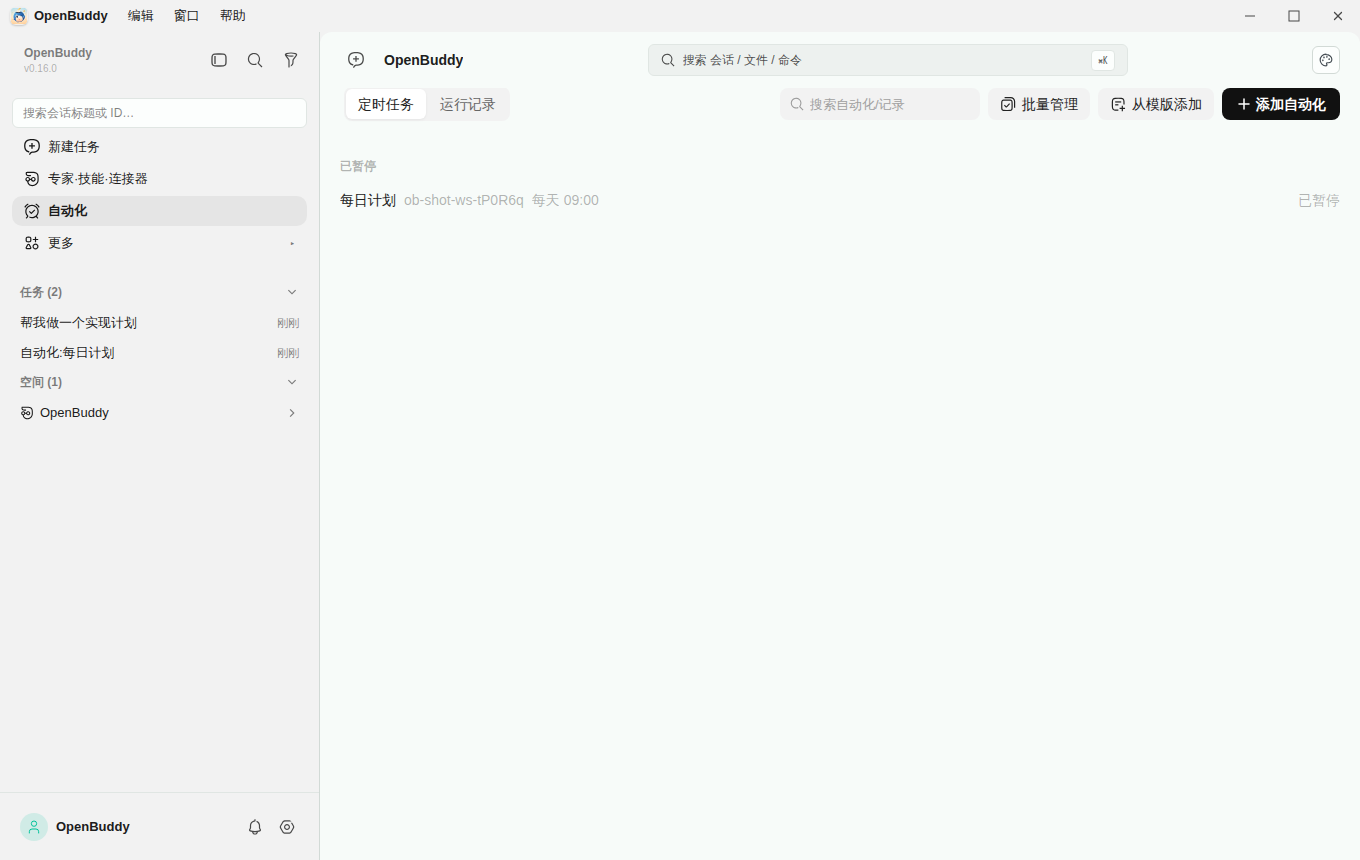 OpenBuddy 编辑 窗口 帮助
OpenBuddy
v0.16.0
搜索会话标题或 ID…
新建任务
专家·技能·连接器
自动化
更多
任务 (2)
帮我做一个实现计划 刚刚
自动化:每日计划 刚刚
空间 (1)
OpenBuddy
OpenBuddy
OpenBuddy
搜索 会话 / 文件 / 命令 ⌘K
定时任务 运行记录
搜索自动化/记录 批量管理 从模版添加 添加自动化
已暂停
每日计划 ob-shot-ws-tP0R6q 每天 09:00 已暂停